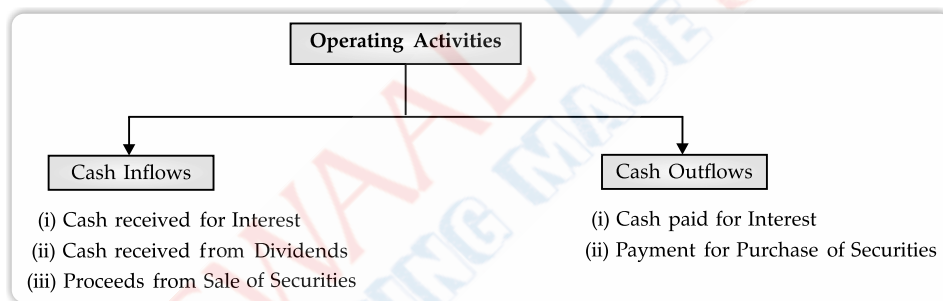 Operating Activities
Cash Inflows
(i) Cash received for Interest
(ii) Cash received from Dividends
(iii) Proceeds from Sale of Securities
Cash Outflows
(i) Cash paid for Interest
(ii) Payment for Purchase of Securities